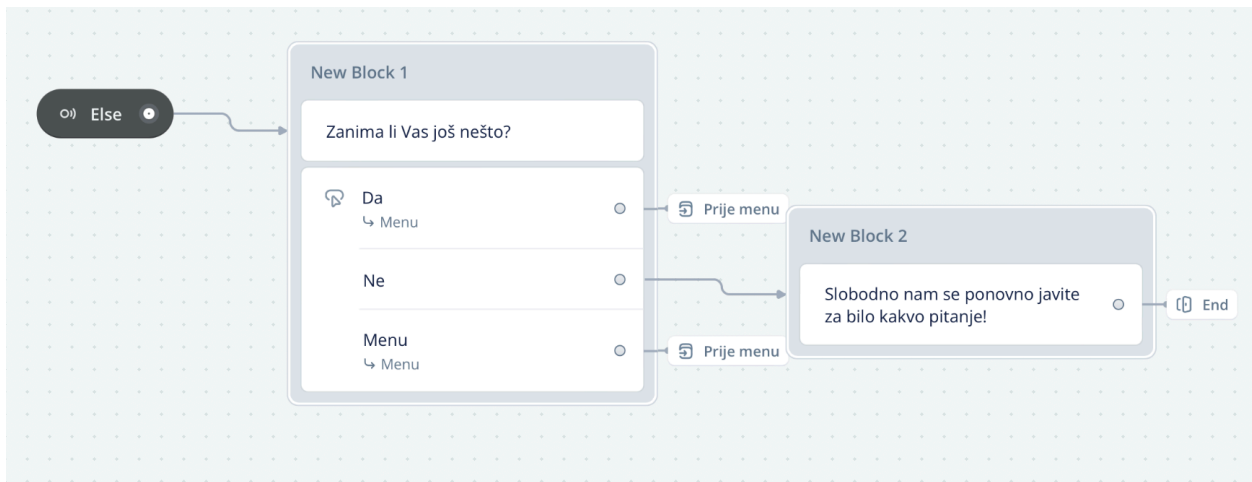 New Block 1
Else
Zanima li Vas još nešto?
Da
Menu
Prije menu
Ne
Menu
Menu
Prije menu
New Block 2
Slobodno nam se ponovno javite
za bilo kakvo pitanje!
End